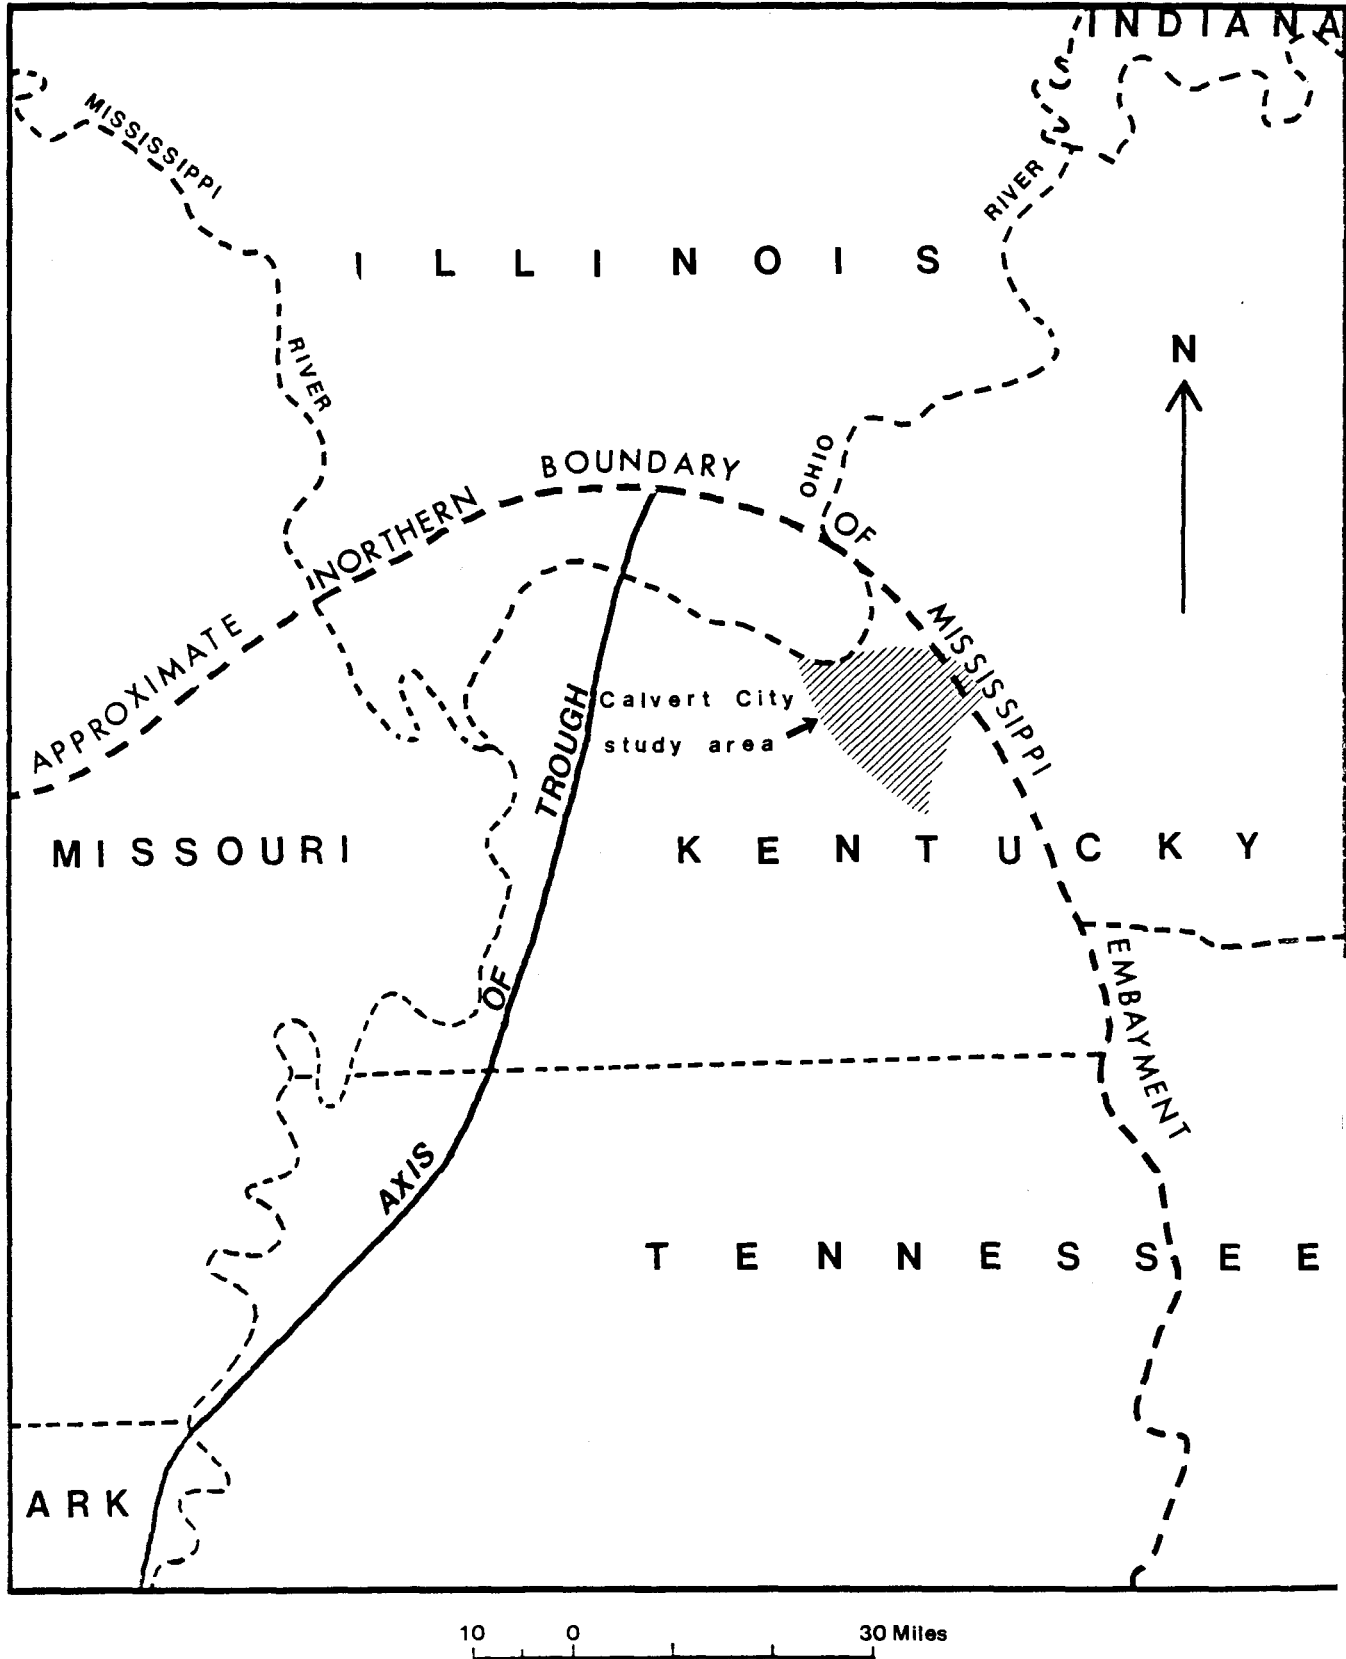 INDIANA
MISSISSIPPI
RIVER
ILLINOIS
RIVER
N
OHIO
APPROXIMATE NORTHERN BOUNDARY OF MISSISSIPPI EMBAYMENT
Calvert City
study area
AXIS OF TROUGH
MISSOURI
KENTUCKY
TENNESSEE
ARK
10 0 30 Miles